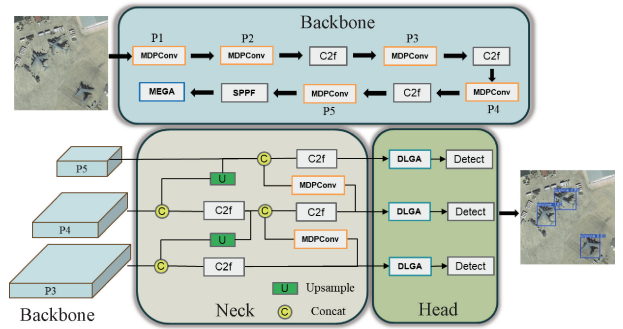 Backbone
P1
P2
P3
MDPConv
MDPConv
C2f
MDPConv
C2f
MEGA
SPPF
MDPConv
C2f
MDPConv
P5
P4
P5
C
C2f
DLGA
Detect
U
MDPConv
P4
C
C2f
C
C2f
DLGA
Detect
U
MDPConv
P3
C
C2f
DLGA
Detect
U
Upsample
C
Concat
Backbone
Neck
Head